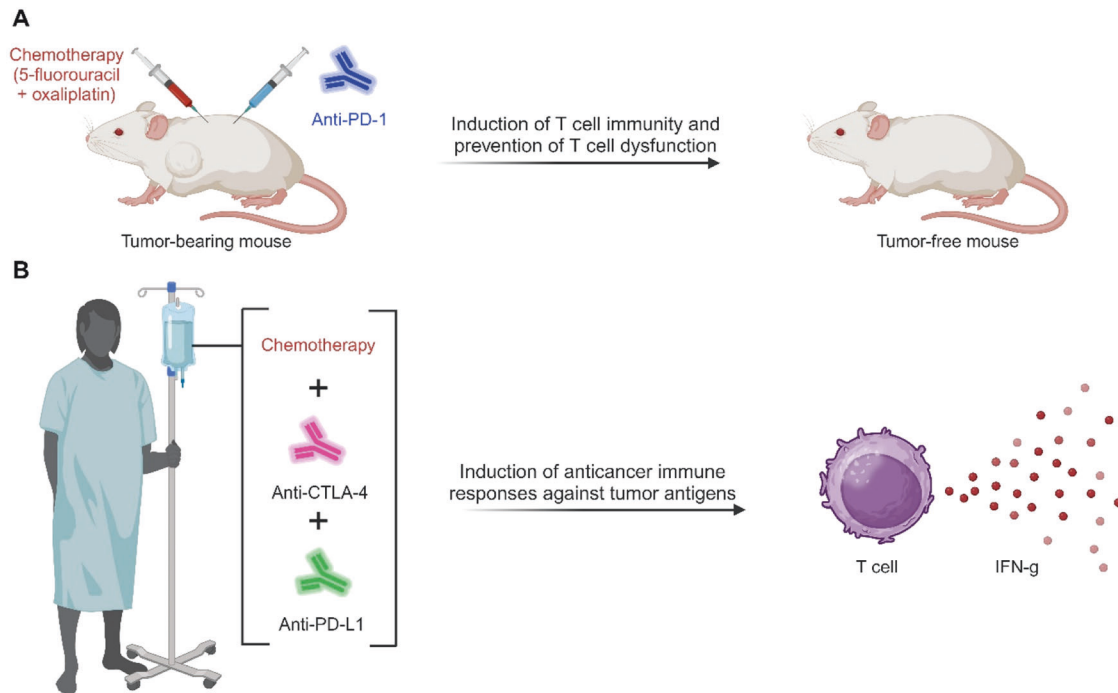 A
Chemotherapy
(5-fluorouracil
+ oxaliplatin)
Anti-PD-1
Induction of T cell immunity and
prevention of T cell dysfunction
Tumor-bearing mouse
Tumor-free mouse
B
Chemotherapy
+
Anti-CTLA-4
+
Anti-PD-L1
Induction of anticancer immune
responses against tumor antigens
T cell
IFN-g